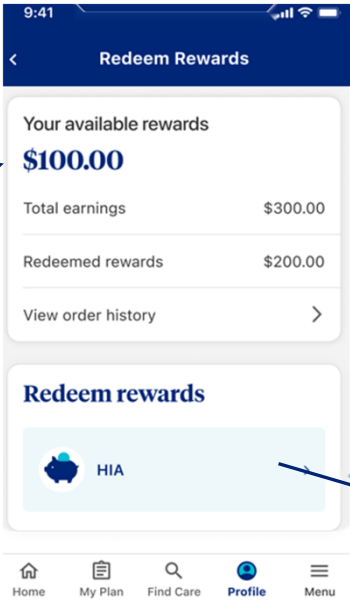 9:41
Redeem Rewards
Your available rewards
$100.00
Total earnings $300.00
Redeemed rewards $200.00
View order history
Redeem rewards
HIA
Home My Plan Find Care Profile Menu